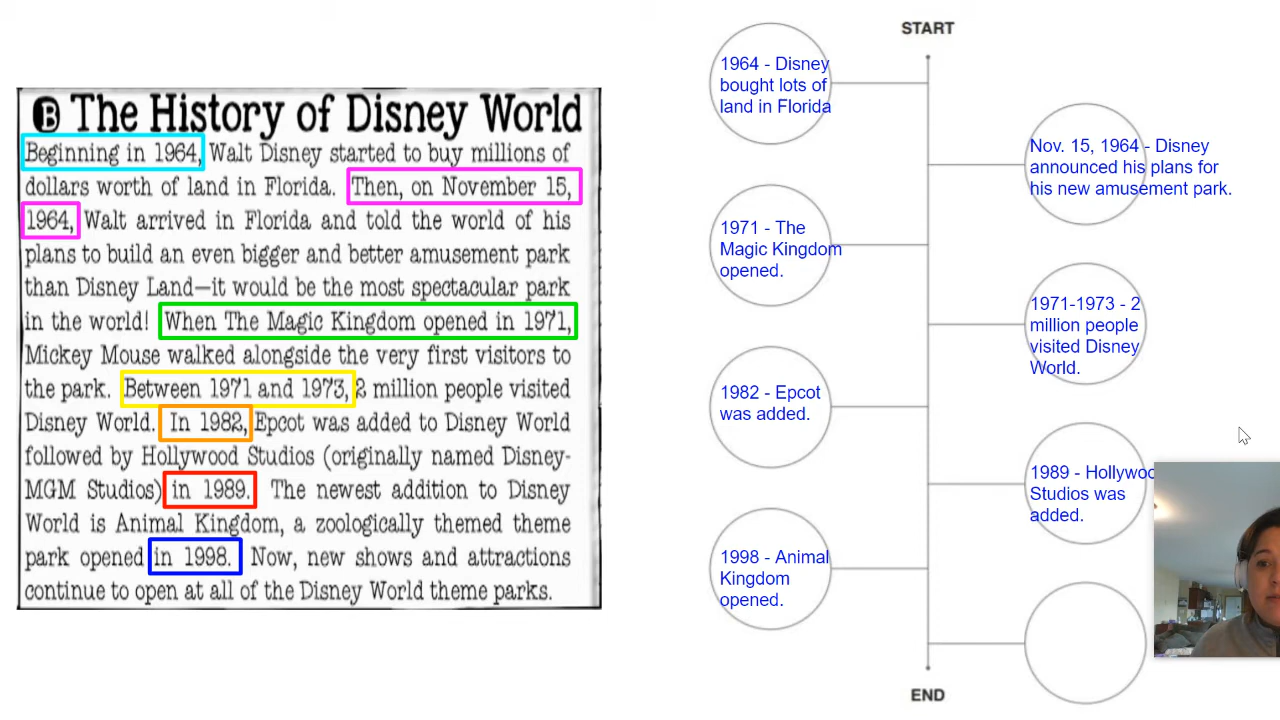 B The History of Disney World
Beginning in 1964, Walt Disney started to buy millions of
dollars worth of land in Florida. Then, on November 15,
1964, Walt arrived in Florida and told the world of his
plans to build an even bigger and better amusement park
than Disney Land—it would be the most spectacular park
in the world! When The Magic Kingdom opened in 1971,
Mickey Mouse walked alongside the very first visitors to
the park. Between 1971 and 1973, 2 million people visited
Disney World. In 1982, Epcot was added to Disney World
followed by Hollywood Studios (originally named Disney-
MGM Studios) in 1989. The newest addition to Disney
World is Animal Kingdom, a zoologically themed theme
park opened in 1998. Now, new shows and attractions
continue to open at all of the Disney World theme parks.
START
1964 - Disney
bought lots of
land in Florida
Nov. 15, 1964 - Disney
announced his plans for
his new amusement park.
1971 - The
Magic Kingdom
opened.
1971-1973 - 2
million people
visited Disney
World.
1982 - Epcot
was added.
1989 - Hollywoo
Studios was
added.
1998 - Animal
Kingdom
opened.
END